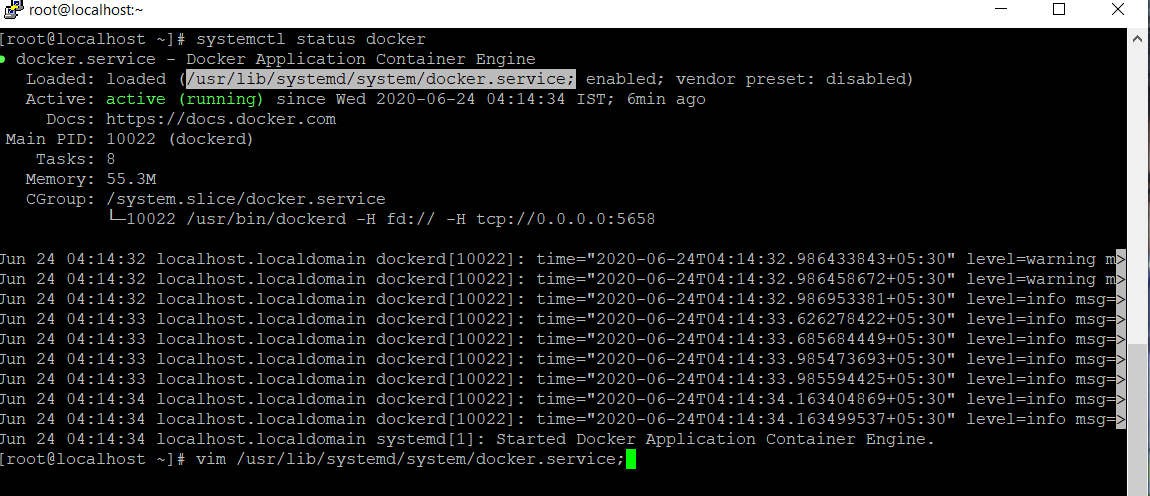 root@localhost:~
[root@localhost ~]# systemctl status docker
● docker.service - Docker Application Container Engine
   Loaded: loaded (/usr/lib/systemd/system/docker.service; enabled; vendor preset: disabled)
   Active: active (running) since Wed 2020-06-24 04:14:34 IST; 6min ago
     Docs: https://docs.docker.com
 Main PID: 10022 (dockerd)
    Tasks: 8
   Memory: 55.3M
   CGroup: /system.slice/docker.service
           └─10022 /usr/bin/dockerd -H fd:// -H tcp://0.0.0.0:5658
Jun 24 04:14:32 localhost.localdomain dockerd[10022]: time="2020-06-24T04:14:32.986433843+05:30" level=warning m>
Jun 24 04:14:32 localhost.localdomain dockerd[10022]: time="2020-06-24T04:14:32.986458672+05:30" level=warning m>
Jun 24 04:14:32 localhost.localdomain dockerd[10022]: time="2020-06-24T04:14:32.986953381+05:30" level=info msg=>
Jun 24 04:14:33 localhost.localdomain dockerd[10022]: time="2020-06-24T04:14:33.626278422+05:30" level=info msg=>
Jun 24 04:14:33 localhost.localdomain dockerd[10022]: time="2020-06-24T04:14:33.685684449+05:30" level=info msg=>
Jun 24 04:14:33 localhost.localdomain dockerd[10022]: time="2020-06-24T04:14:33.985473693+05:30" level=info msg=>
Jun 24 04:14:33 localhost.localdomain dockerd[10022]: time="2020-06-24T04:14:33.985594425+05:30" level=info msg=>
Jun 24 04:14:34 localhost.localdomain dockerd[10022]: time="2020-06-24T04:14:34.163404869+05:30" level=info msg=>
Jun 24 04:14:34 localhost.localdomain dockerd[10022]: time="2020-06-24T04:14:34.163499537+05:30" level=info msg=>
Jun 24 04:14:34 localhost.localdomain systemd[1]: Started Docker Application Container Engine.
[root@localhost ~]# vim /usr/lib/systemd/system/docker.service;